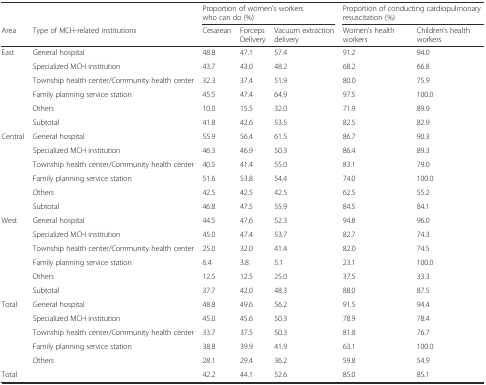 Proportion of women's workers who can do (%) Proportion of conducting cardiopulmonary resuscitation (%)
Area Type of MCH-related institutions Cesarean Forceps Delivery Vacuum extraction delivery Women's health workers Children's health workers
East General hospital 48.8 47.1 57.4 91.2 94.0
Specialized MCH institution 43.7 43.0 48.2 68.2 66.8
Township health center/Community health center 32.3 37.4 51.9 80.0 75.9
Family planning service station 45.5 47.4 64.9 97.5 100.0
Others 10.0 15.5 32.0 71.9 89.9
Subtotal 41.8 42.6 53.5 82.5 82.9
Central General hospital 55.9 56.4 61.5 86.7 90.3
Specialized MCH institution 46.3 46.9 50.3 86.4 89.3
Township health center/Community health center 40.5 41.4 55.0 83.1 79.0
Family planning service station 51.6 53.8 54.4 74.0 100.0
Others 42.5 42.5 42.5 62.5 55.2
Subtotal 46.8 47.5 55.9 84.5 84.1
West General hospital 44.5 47.6 52.3 94.8 96.0
Specialized MCH institution 45.0 47.4 53.7 82.7 74.3
Township health center/Community health center 25.0 32.0 41.4 82.0 74.5
Family planning service station 6.4 3.8 5.1 23.1 100.0
Others 12.5 12.5 25.0 37.5 33.3
Subtotal 37.7 42.0 48.3 88.0 87.5
Total General hospital 48.8 49.6 56.2 91.5 94.4
Specialized MCH institution 45.0 45.6 50.3 78.9 78.4
Township health center/Community health center 33.7 37.5 50.3 81.8 76.7
Family planning service station 38.8 39.9 41.9 63.1 100.0
Others 28.1 29.4 36.2 59.8 54.9
Total 42.2 44.1 52.6 85.0 85.1